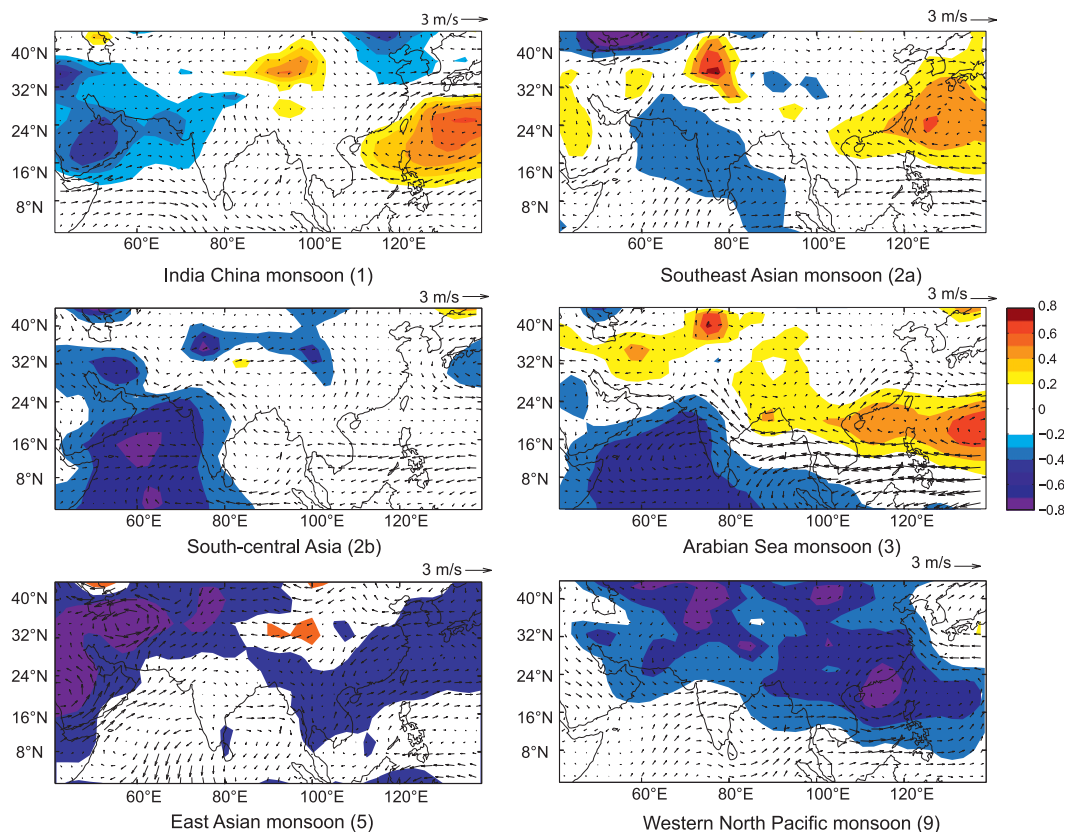 3 m/s
3 m/s
40°N
32°N
24°N
16°N
8°N
60°E
80°E
100°E
120°E
India China monsoon (1)
40°N
32°N
24°N
16°N
8°N
60°E
80°E
100°E
120°E
Southeast Asian monsoon (2a)
3 m/s
3 m/s
40°N
32°N
24°N
16°N
8°N
60°E
80°E
100°E
120°E
South-central Asia (2b)
40°N
32°N
24°N
16°N
8°N
60°E
80°E
100°E
120°E
Arabian Sea monsoon (3)
0.8
0.6
0.4
0.2
0
−0.2
−0.4
−0.6
−0.8
3 m/s
3 m/s
40°N
32°N
24°N
16°N
8°N
60°E
80°E
100°E
120°E
East Asian monsoon (5)
40°N
32°N
24°N
16°N
8°N
60°E
80°E
100°E
120°E
Western North Pacific monsoon (9)